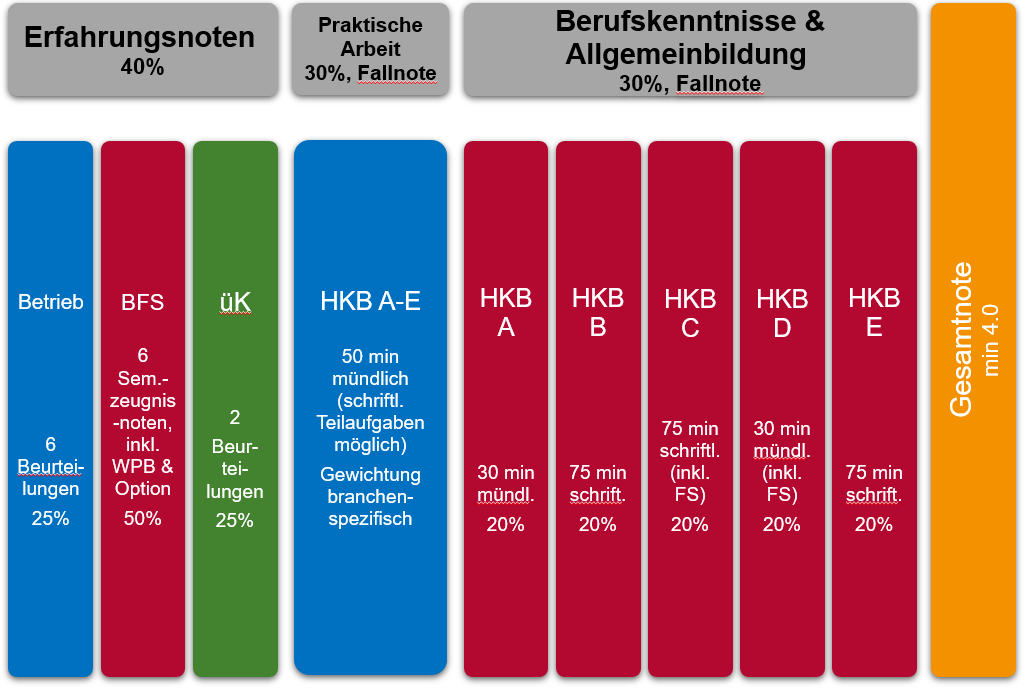 Erfahrungsnoten
40%
Praktische
Arbeit
30%, Fallnote
Berufskenntnisse &
Allgemeinbildung
30%, Fallnote
Betrieb
6
Beurtei-
lungen
25%
BFS
6
Sem.-
zeugnis
-noten,
inkl.
WPB &
Option
50%
üK
2
Beur-
tei-
lungen
25%
HKB A-E
50 min
mündlich
(schriftl.
Teilaufgaben
möglich)
Gewichtung
branchen-
spezifisch
HKB
A
30 min
mündl.
20%
HKB
B
75 min
schrift.
20%
HKB
C
75 min
schriftl.
(inkl.
FS)
20%
HKB
D
30 min
mündl.
(inkl.
FS)
20%
HKB
E
75 min
schrift.
20%
Gesamtnote
min 4.0